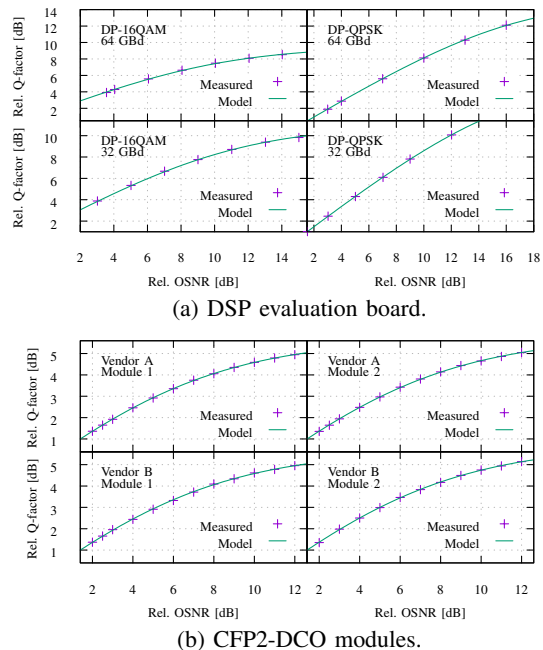 14
12
10
8
6
4
2
Rel. Q-factor [dB]
DP-16QAM
64 GBd
Measured
Model
DP-QPSK
64 GBd
Measured
Model
10
8
6
4
2
Rel. Q-factor [dB]
DP-16QAM
32 GBd
Measured
Model
DP-QPSK
32 GBd
Measured
Model
2 4 6 8 10 12 14 2 4 6 8 10 12 14 16 18
Rel. OSNR [dB] Rel. OSNR [dB]
(a) DSP evaluation board.
5
4
3
2
1
Rel. Q-factor [dB]
Vendor A
Module 1
Measured
Model
Vendor A
Module 2
Measured
Model
5
4
3
2
1
Rel. Q-factor [dB]
Vendor B
Module 1
Measured
Model
Vendor B
Module 2
Measured
Model
2 4 6 8 10 12 2 4 6 8 10 12
Rel. OSNR [dB] Rel. OSNR [dB]
(b) CFP2-DCO modules.